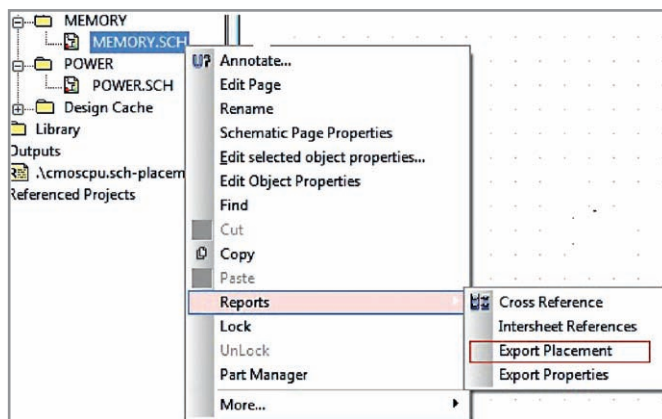 MEMORY
MEMORY.SCH
POWER
POWER.SCH
Design Cache
Library
Outputs
.\cmoscpu.sch-placem
Referenced Projects
U? Annotate...
Edit Page
Rename
Schematic Page Properties
Edit selected object properties...
Edit Object Properties
Find
Cut
Copy
Paste
Reports
Lock
UnLock
Part Manager
More...
Cross Reference
Intersheet References
Export Placement
Export Properties